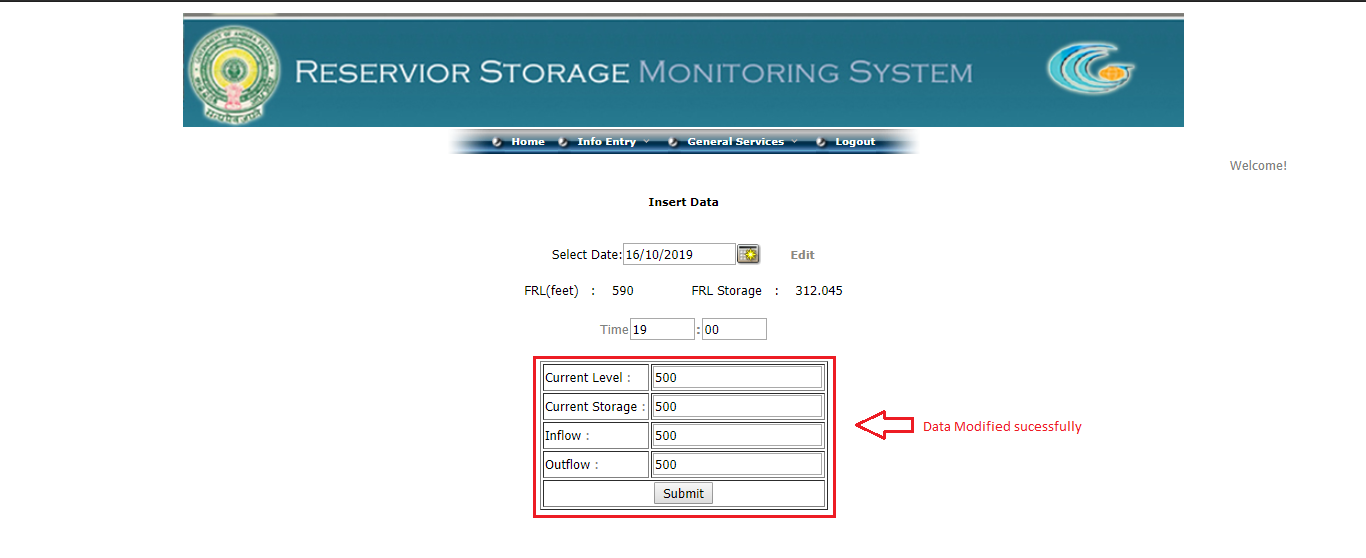 RESERVIOR STORAGE MONITORING SYSTEM
Home Info Entry General Services Logout
Welcome!
Insert Data
Select Date: 16/10/2019 Edit
FRL(feet) : 590 FRL Storage : 312.045
Time 19 : 00
Current Level : 500
Current Storage : 500
Data Modified sucessfully
Inflow : 500
Outflow : 500
Submit